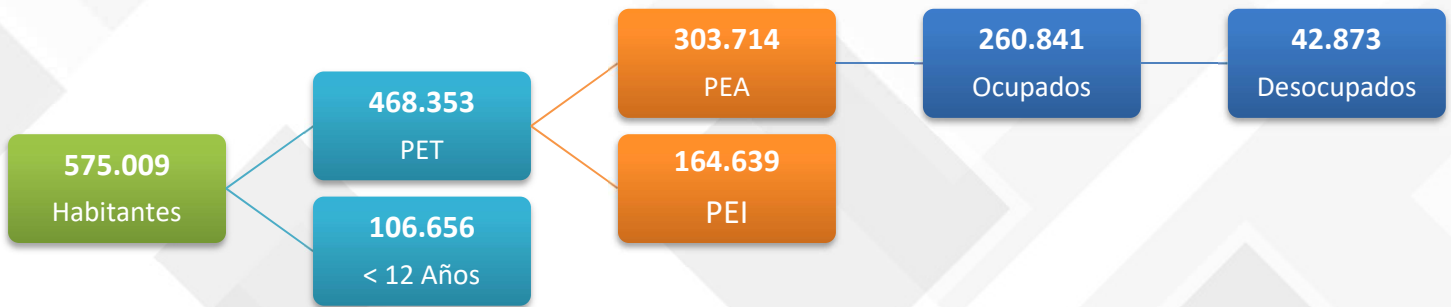 575.009
Habitantes
468.353
PET
106.656
< 12 Años
303.714
PEA
164.639
PEI
260.841
Ocupados
42.873
Desocupados